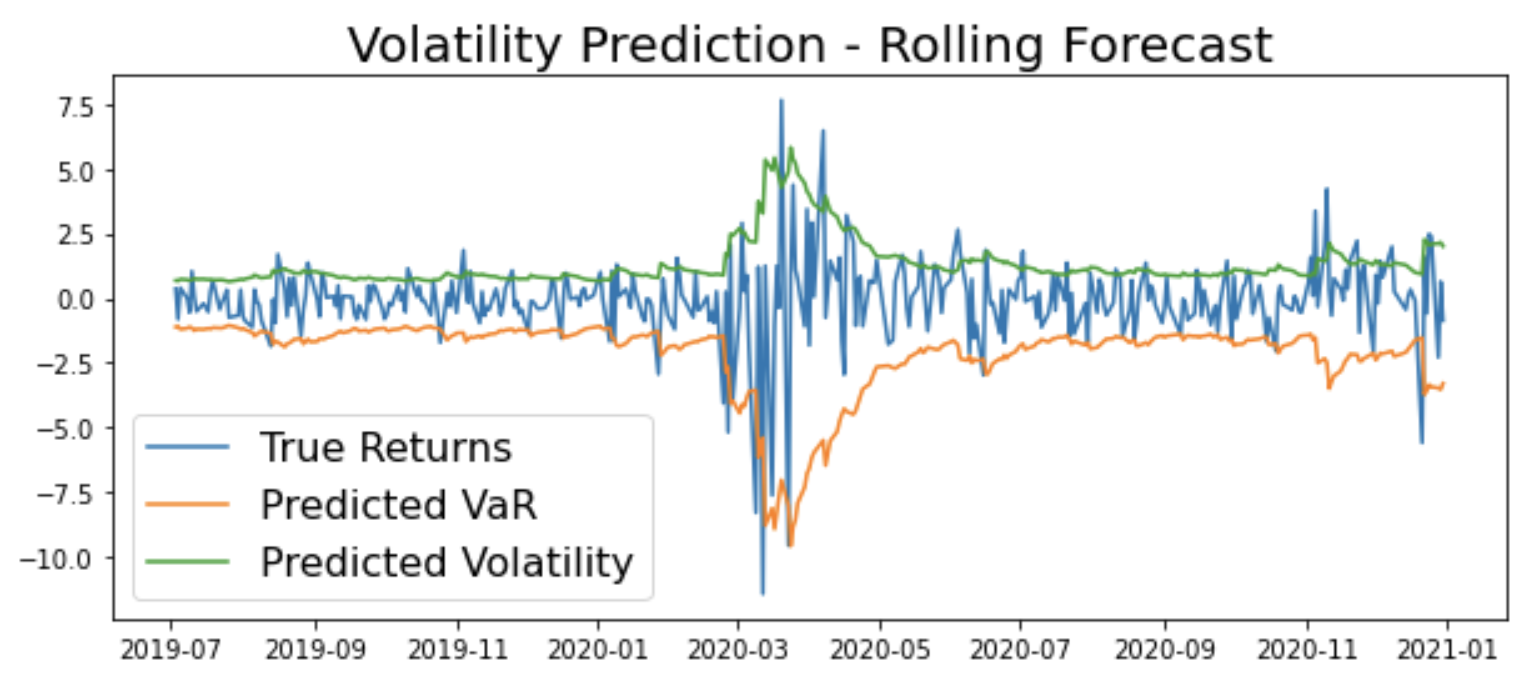 Volatility Prediction - Rolling Forecast
7.5
5.0
2.5
0.0
−2.5
−5.0
−7.5
−10.0
True Returns
Predicted VaR
Predicted Volatility
2019-07 2019-09 2019-11 2020-01 2020-03 2020-05 2020-07 2020-09 2020-11 2021-01